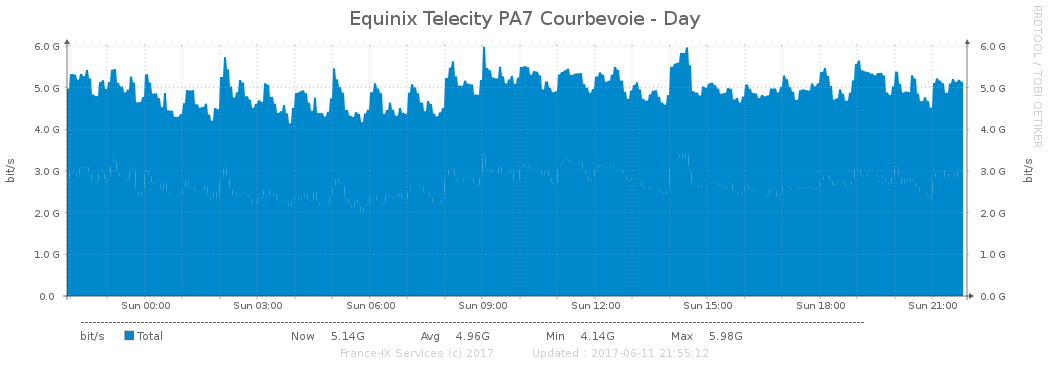 Equinix Telecity PA7 Courbevoie - Day
RRDTOOL / TOBI OETIKER
bit/s
6.0 G 6.0 G
5.0 G 5.0 G
4.0 G 4.0 G
3.0 G 3.0 G
2.0 G 2.0 G
1.0 G 1.0 G
0.0 0.0 G
bit/s
Sun 00:00 Sun 03:00 Sun 06:00 Sun 09:00 Sun 12:00 Sun 15:00 Sun 18:00 Sun 21:00
bit/s Total Now 5.14G Avg 4.96G Min 4.14G Max 5.98G
France-IX Services (c) 2017 Updated : 2017-06-11 21:55:12